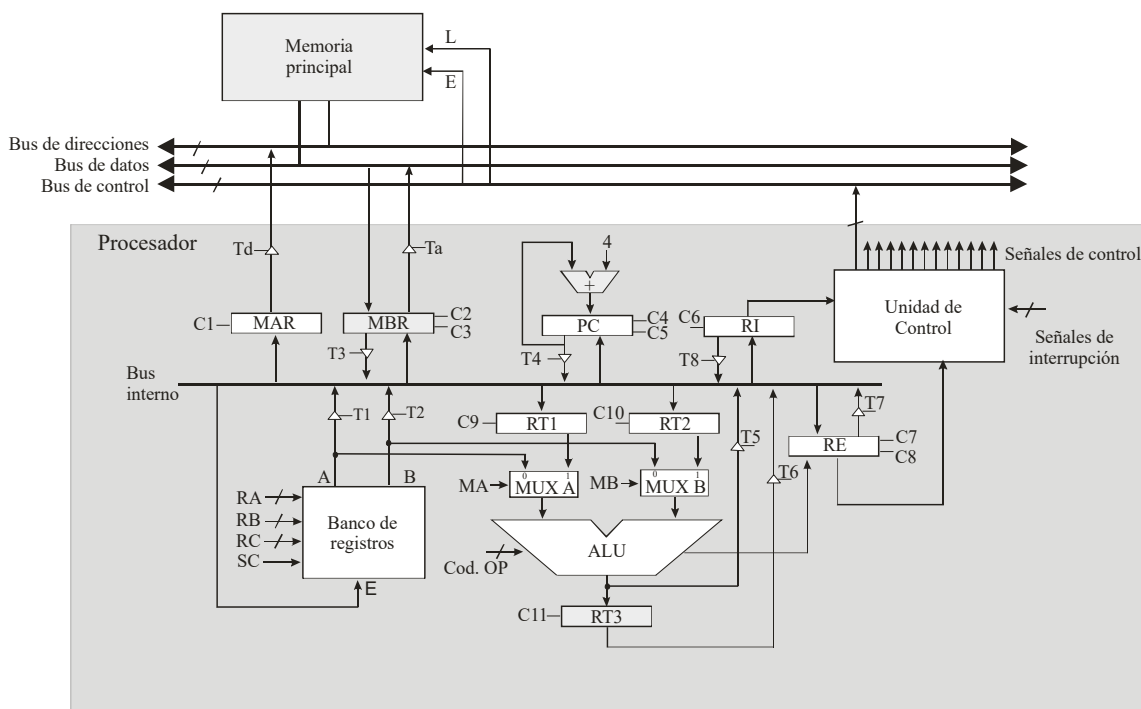 Memoria
principal
L
E
Bus de direcciones
Bus de datos
Bus de control
Procesador
Td
Ta
4
+
Señales de control
C1
MAR
MBR
C2
C3
PC
C4
C5
C6
RI
Unidad de
Control
Señales de
interrupción
T3
T4
T8
Bus
interno
T1
T2
C9
RT1
C10
RT2
T5
T7
RE
C7
C8
T6
A
B
MA
0
1
MUX A
MB
0
1
MUX B
RA
RB
RC
SC
Banco de
registros
E
Cod. OP
ALU
C11
RT3